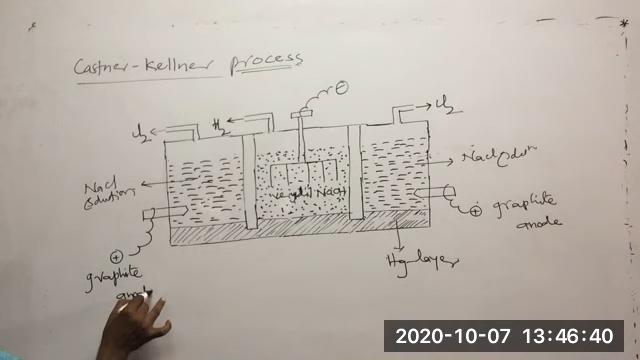 Castner-Kellner process
⊖
Cl2
H2
Cl2
NaCl
Solution
very dil NaOH
NaCl Soln
⊕
graphite
anode
⊕ graphite
anode
Hg-layer
2020-10-07 13:46:40